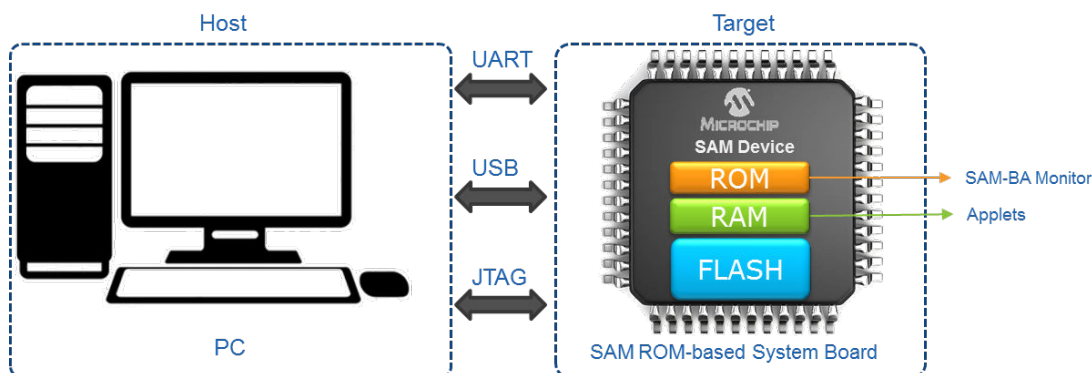 Host
Target
UART
USB
JTAG
MICROCHIP
SAM Device
ROM
RAM
FLASH
SAM-BA Monitor
Applets
PC
SAM ROM-based System Board